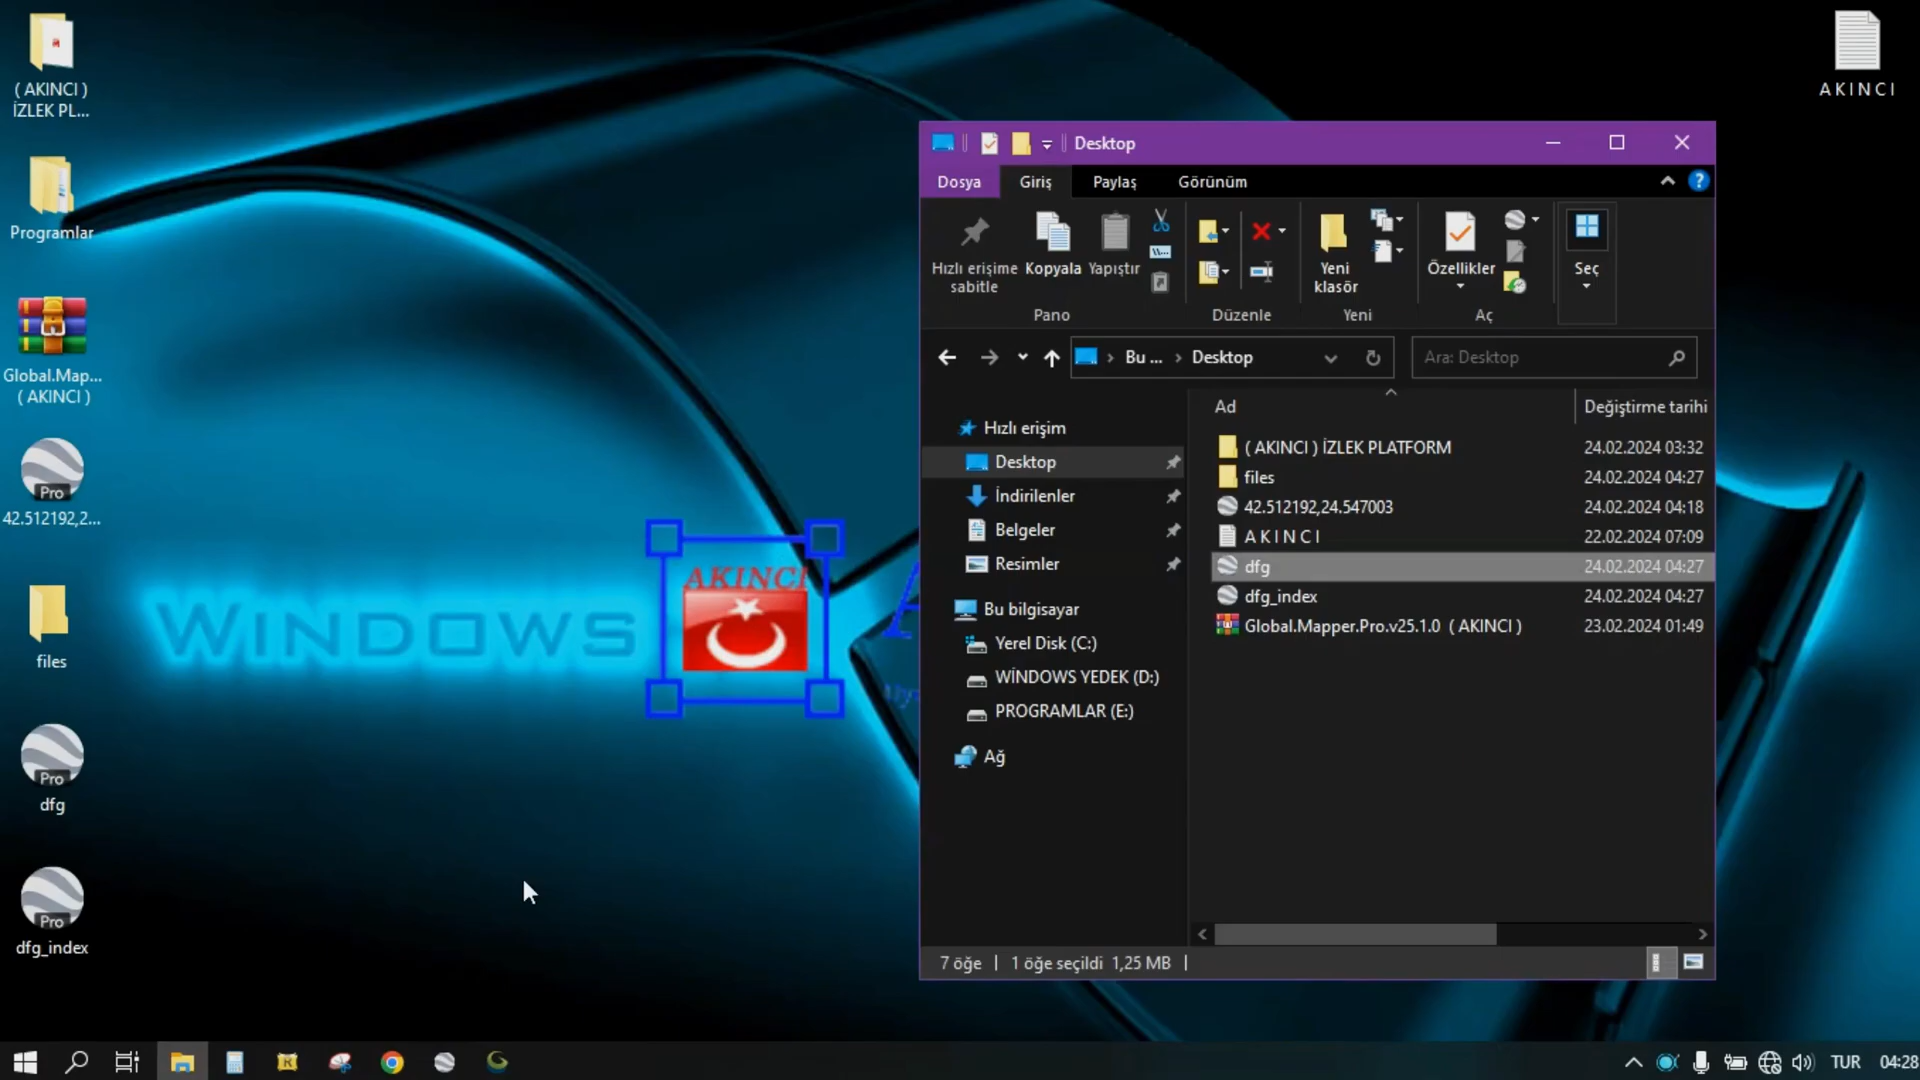 ( AKINCI )
İZLEK PL...
Programlar
Global.Map...
( AKINCI )
Pro
42.512192,2...
files
Pro
dfg
Pro
dfg_index
WINDOWS
AKINCI
A K I N C I
Desktop
Dosya
Giriş
Paylaş
Görünüm
Hızlı erişime
sabitle
Kopyala
Yapıştır
Yeni
klasör
Özellikler
Seç
Pano
Düzenle
Yeni
Aç
Bu ... > Desktop
Ara: Desktop
Hızlı erişim
Desktop
İndirilenler
Belgeler
Resimler
Bu bilgisayar
Yerel Disk (C:)
WİNDOWS YEDEK (D:)
PROGRAMLAR (E:)
Ağ
Ad Değiştirme tarihi
( AKINCI ) İZLEK PLATFORM 24.02.2024 03:32
files 24.02.2024 04:27
42.512192,24.547003 24.02.2024 04:18
A K I N C I 22.02.2024 07:09
dfg 24.02.2024 04:27
dfg_index 24.02.2024 04:27
Global.Mapper.Pro.v25.1.0 ( AKINCI ) 23.02.2024 01:49
7 öğe | 1 öğe seçildi 1,25 MB |
TUR 04:28